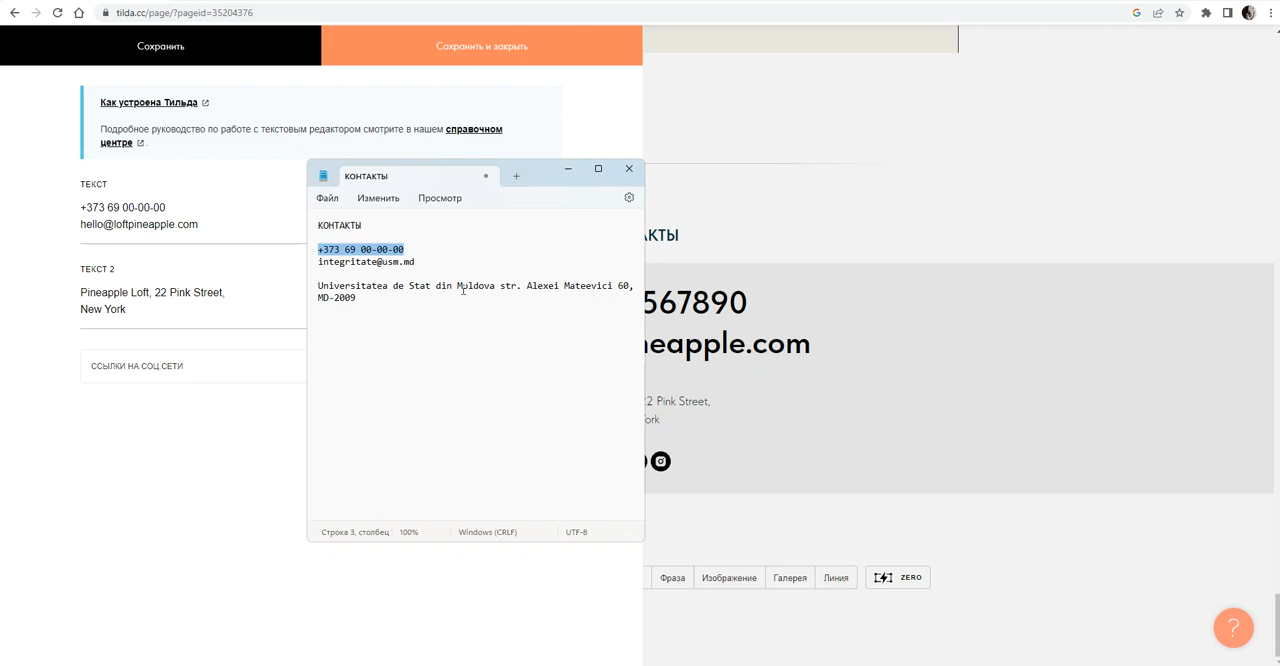 tilda.cc/page/?pageid=35204376
Сохранить
Сохранить и закрыть
Как устроена Тильда
Подробное руководство по работе с текстовым редактором смотрите в нашем справочном
центре
ТЕКСТ
+373 69 00-00-00
hello@loftpineapple.com
ТЕКСТ 2
Pineapple Loft, 22 Pink Street,
New York
ССЫЛКИ НА СОЦ.СЕТИ
КОНТАКТЫ
Файл
Изменить
Просмотр
КОНТАКТЫ
+373 69 00-00-00
integritate@usm.md
Universitatea de Stat din Moldova str. Alexei Mateevici 60,
MD-2009
Строка 3, столбец
100%
Windows (CRLF)
UTF-8
АКТЫ
567890
neapple.com
22 Pink Street,
York
Фраза
Изображение
Галерея
Линия
ZERO
?